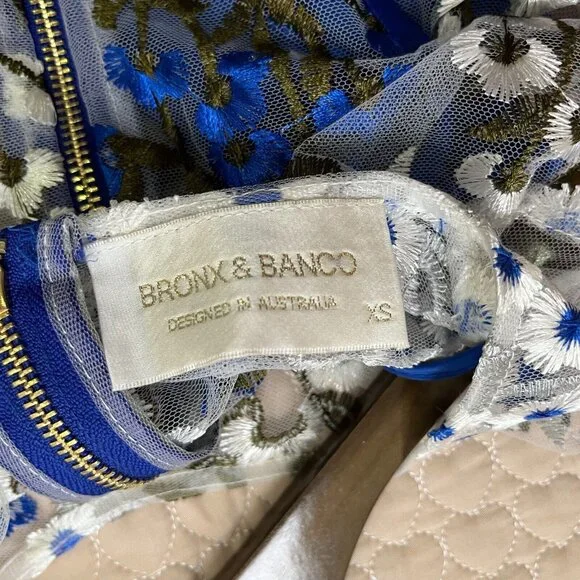 BRONX & BANCO
DESIGNED IN AUSTRALIA
XS